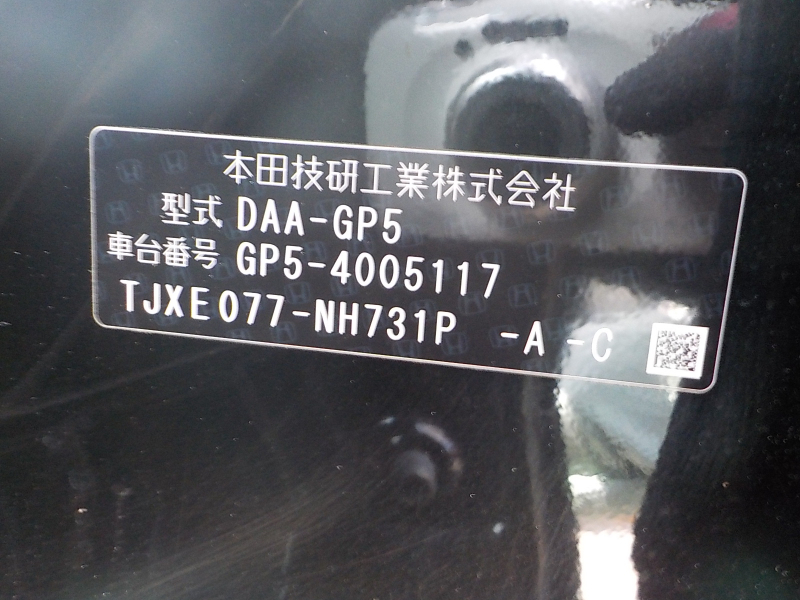 本田技研工業株式会社
型式 DAA-GP5
車台番号 GP5-4005117
TJXE077-NH731P -A -C